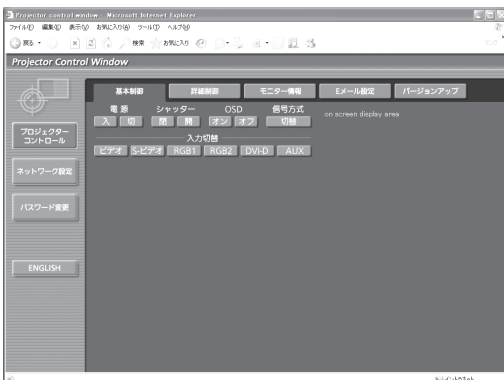 Projector control window - Microsoft Internet Explorer
ファイル(F) 編集(E) 表示(V) お気に入り(A) ツール(T) ヘルプ(H)
戻る 検索 お気に入り
Projector Control Window
基本制御 詳細制御 モニター情報 Eメール設定 バージョンアップ
電源 シャッター OSD 信号方式
入 切 閉 開 オン オフ 切替
on screen display area
入力切替
ビデオ S-ビデオ RGB1 RGB2 DVI-D AUX
プロジェクター
コントロール
ネットワーク設定
パスワード変更
ENGLISH